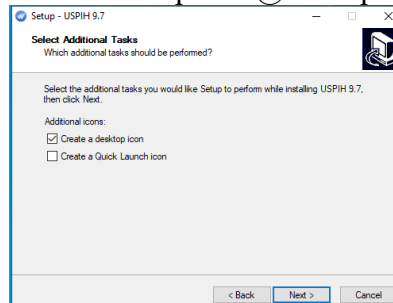 Setup - USPIH 9.7
Select Additional Tasks
Which additional tasks should be performed?
Select the additional tasks you would like Setup to perform while installing USPIH 9.7,
then click Next.
Additional icons:
Create a desktop icon
Create a Quick Launch icon
< Back
Next >
Cancel